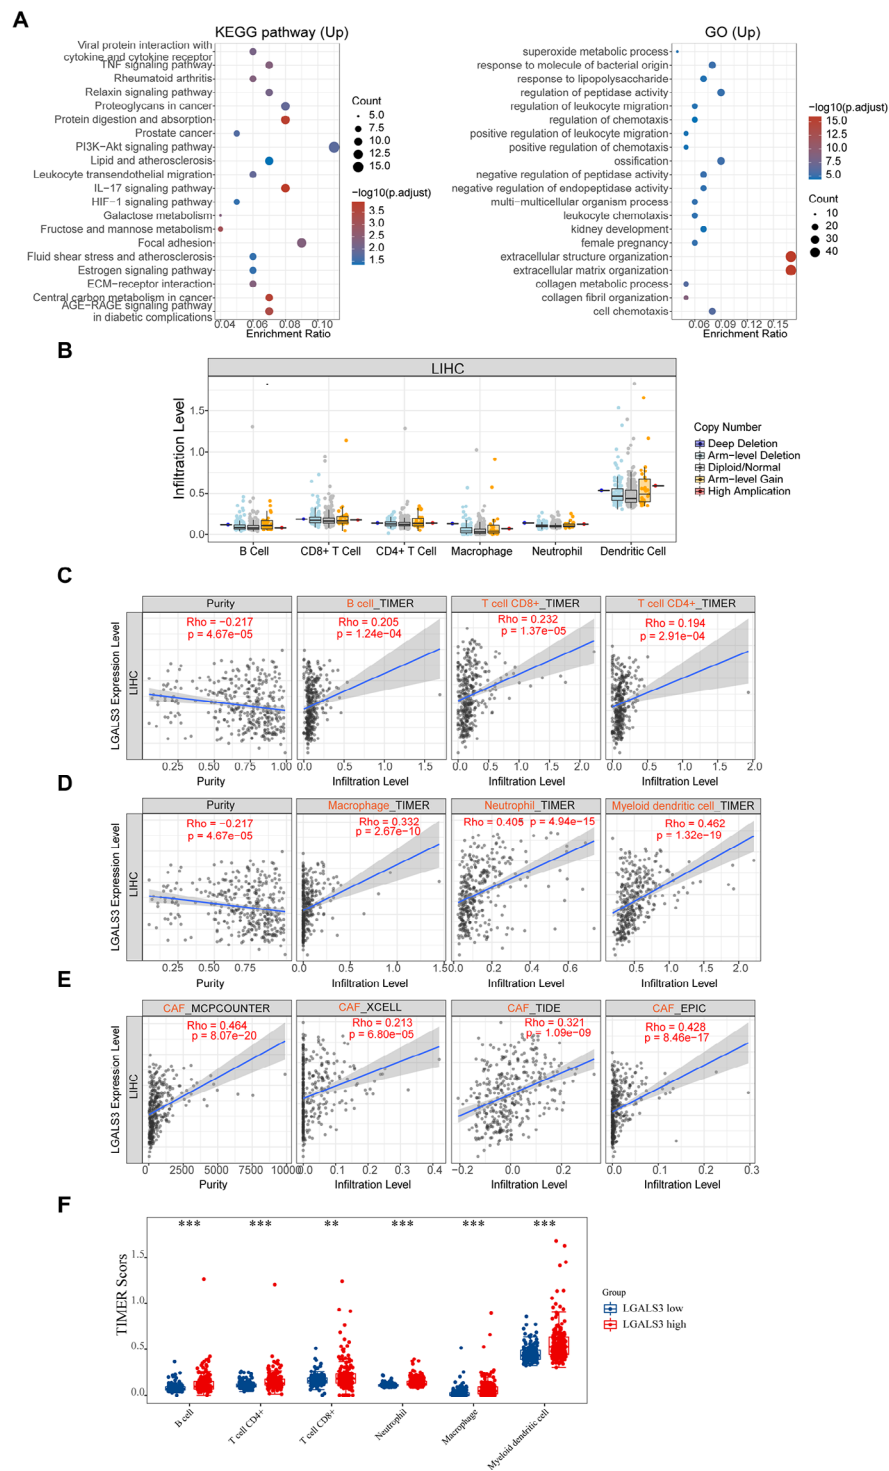 A
KEGG pathway (Up)
Viral protein interaction with
cytokine and cytokine receptor
TNF signaling pathway
Rheumatoid arthritis
Relaxin signaling pathway
Proteoglycans in cancer
Protein digestion and absorption
Prostate cancer
PI3K−Akt signaling pathway
Lipid and atherosclerosis
Leukocyte transendothelial migration
IL−17 signaling pathway
HIF−1 signaling pathway
Galactose metabolism
Fructose and mannose metabolism
Focal adhesion
Fluid shear stress and atherosclerosis
Estrogen signaling pathway
ECM−receptor interaction
Central carbon metabolism in cancer
AGE−RAGE signaling pathway
in diabetic complications
0.04 0.06 0.08 0.10
Enrichment Ratio
Count
5.0
7.5
10.0
12.5
15.0
−log10(p.adjust)
3.5
3.0
2.5
2.0
1.5
GO (Up)
superoxide metabolic process
response to molecule of bacterial origin
response to lipopolysaccharide
regulation of peptidase activity
regulation of leukocyte migration
regulation of chemotaxis
positive regulation of leukocyte migration
positive regulation of chemotaxis
ossification
negative regulation of peptidase activity
negative regulation of endopeptidase activity
multi−multicellular organism process
leukocyte chemotaxis
kidney development
female pregnancy
extracellular structure organization
extracellular matrix organization
collagen metabolic process
collagen fibril organization
cell chemotaxis
0.06 0.09 0.12 0.15
Enrichment Ratio
−log10(p.adjust)
15.0
12.5
10.0
7.5
5.0
Count
10
20
30
40
B
LIHC
Infiltration Level
1.5
1.0
0.5
0.0
B Cell CD8+ T Cell CD4+ T Cell Macrophage Neutrophil Dendritic Cell
Copy Number
Deep Deletion
Arm−level Deletion
Diploid/Normal
Arm−level Gain
High Amplication
C
LGALS3 Expression Level
LIHC
Purity
Rho = −0.217
p = 4.67e−05
0.25 0.50 0.75 1.00
Purity
B cell_TIMER
Rho = 0.205
p = 1.24e−04
0.0 0.5 1.0 1.5
Infiltration Level
T cell CD8+_TIMER
Rho = 0.232
p = 1.37e−05
0.0 0.5 1.0 1.5 2.0
Infiltration Level
T cell CD4+_TIMER
Rho = 0.194
p = 2.91e−04
0.0 0.5 1.0 1.5 2.0
Infiltration Level
D
LGALS3 Expression Level
LIHC
Purity
Rho = −0.217
p = 4.67e−05
0.25 0.50 0.75 1.00
Purity
Macrophage_TIMER
Rho = 0.332
p = 2.67e−10
0.0 0.5 1.0 1.5
Infiltration Level
Neutrophil_TIMER
Rho = 0.405 p = 4.94e−15
0.0 0.2 0.4 0.6
Infiltration Level
Myeloid dendritic cell_TIMER
Rho = 0.462
p = 1.32e−19
0.5 1.0 1.5 2.0
Infiltration Level
E
LGALS3 Expression Level
LIHC
CAF_MCPCOUNTER
Rho = 0.464
p = 8.07e−20
0 2500 5000 7500 10000
Purity
CAF_XCELL
Rho = 0.213
p = 6.80e−05
0.0 0.1 0.2 0.3 0.4
Infiltration Level
CAF_TIDE
Rho = 0.321
p = 1.09e−09
−0.2 0.0 0.2
Infiltration Level
CAF_EPIC
Rho = 0.428
p = 8.46e−17
0.0 0.1 0.2 0.3
Infiltration Level
F
*** *** ** *** *** ***
TIMER Scors
1.5
1.0
0.5
0.0
B cell
T cell CD4+
T cell CD8+
Neutrophil
Macrophage
Myeloid dendritic cell
Group
LGALS3 low
LGALS3 high